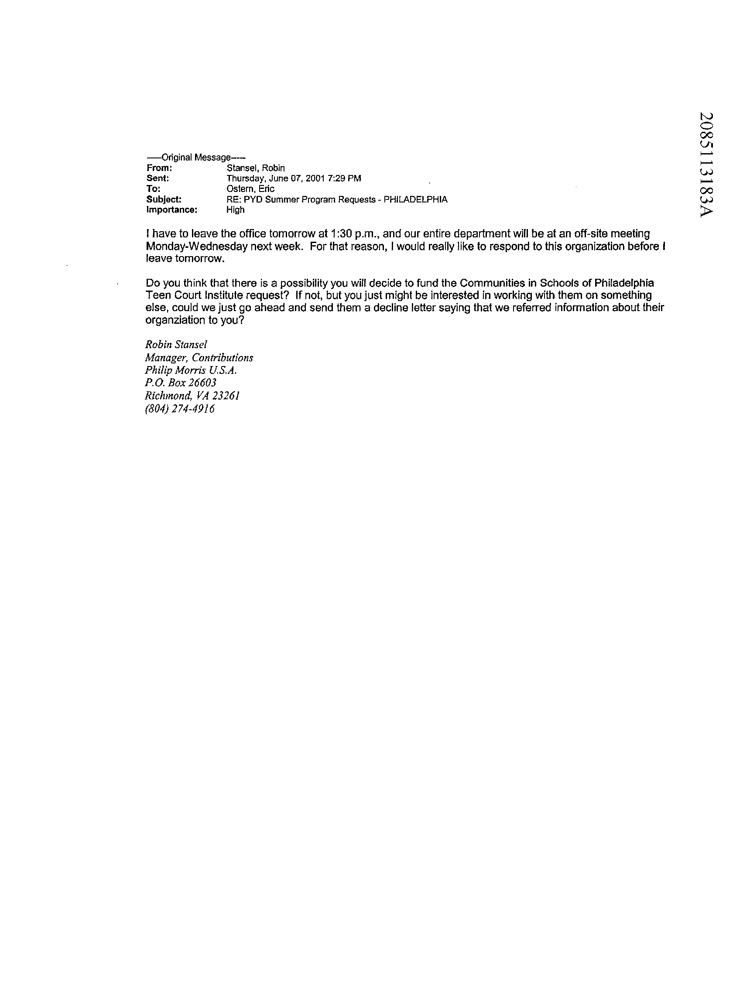 -----Original Message-----
From: Stansel, Robin
Sent: Thursday, June 07, 2001 7:29 PM
To: Ostern, Eric
Subject: RE: PYD Summer Program Requests - PHILADELPHIA
Importance: High
I have to leave the office tomorrow at 1:30 p.m., and our entire department will be at an off-site meeting
Monday-Wednesday next week. For that reason, I would really like to respond to this organization before I
leave tomorrow.
Do you think that there is a possibility you will decide to fund the Communities in Schools of Philadelphia
Teen Court Institute request? If not, but you just might be interested in working with them on something
else, could we just go ahead and send them a decline letter saying that we referred information about their
organziation to you?
Robin Stansel
Manager, Contributions
Philip Morris U.S.A.
P.O. Box 26603
Richmond, VA 23261
(804) 274-4916
2085113183A